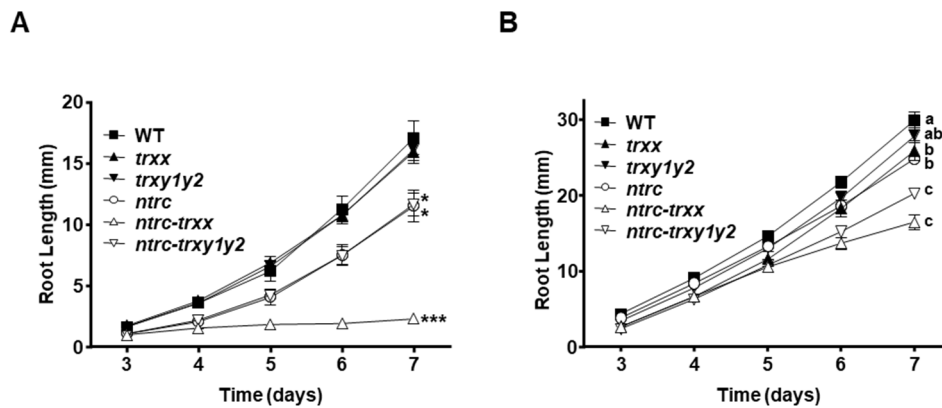 A
Root Length (mm)
20
15
10
5
0
WT
trxx
trxy1y2
ntrc
ntrc-trxx
ntrc-trxy1y2
*
*
***
3 4 5 6 7
Time (days)
B
Root Length (mm)
30
20
10
0
WT
trxx
trxy1y2
ntrc
ntrc-trxx
ntrc-trxy1y2
a
ab
b
b
c
c
3 4 5 6 7
Time (days)